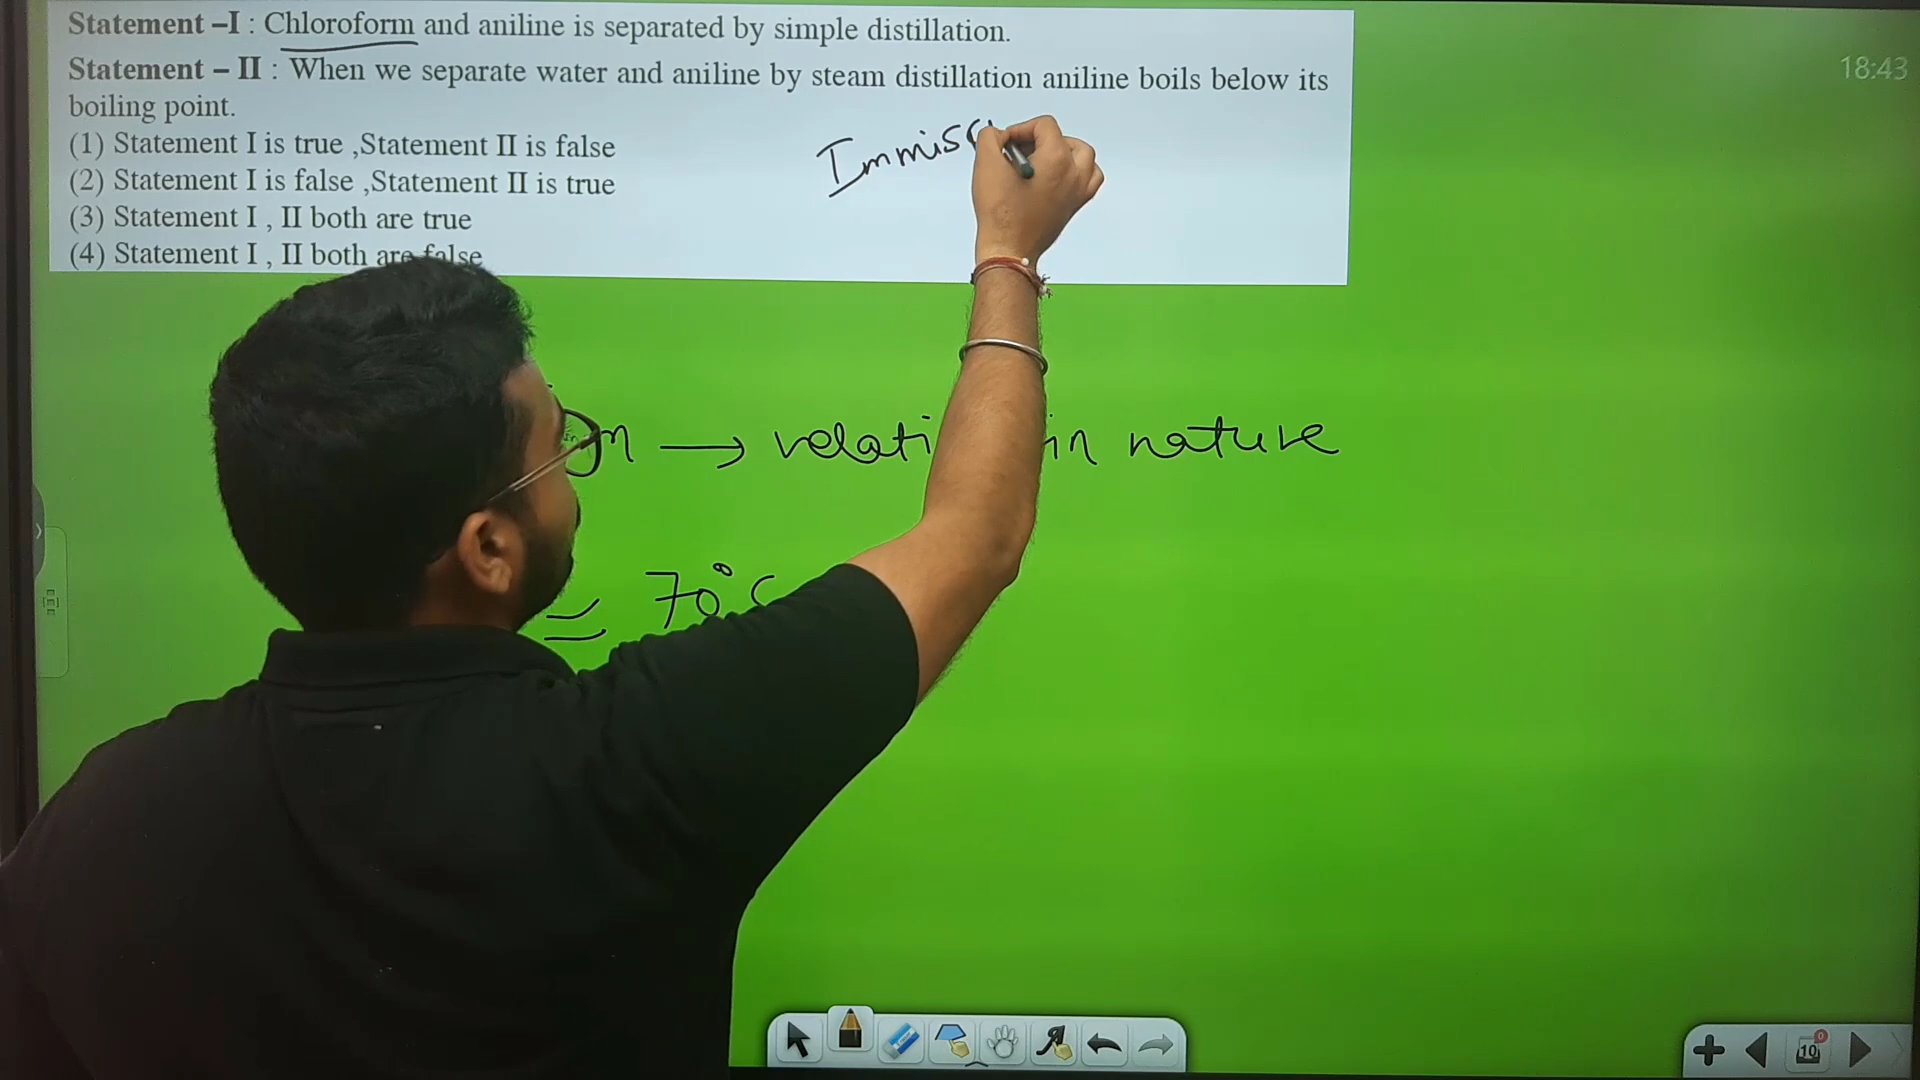 Statement –I : Chloroform and aniline is separated by simple distillation.
18:43
Statement – II : When we separate water and aniline by steam distillation aniline boils below its
boiling point.
(1) Statement I is true ,Statement II is false
(2) Statement I is false ,Statement II is true
(3) Statement I , II both are true
(4) Statement I , II both are false
Immisc
→ in nature
= 70°C
10